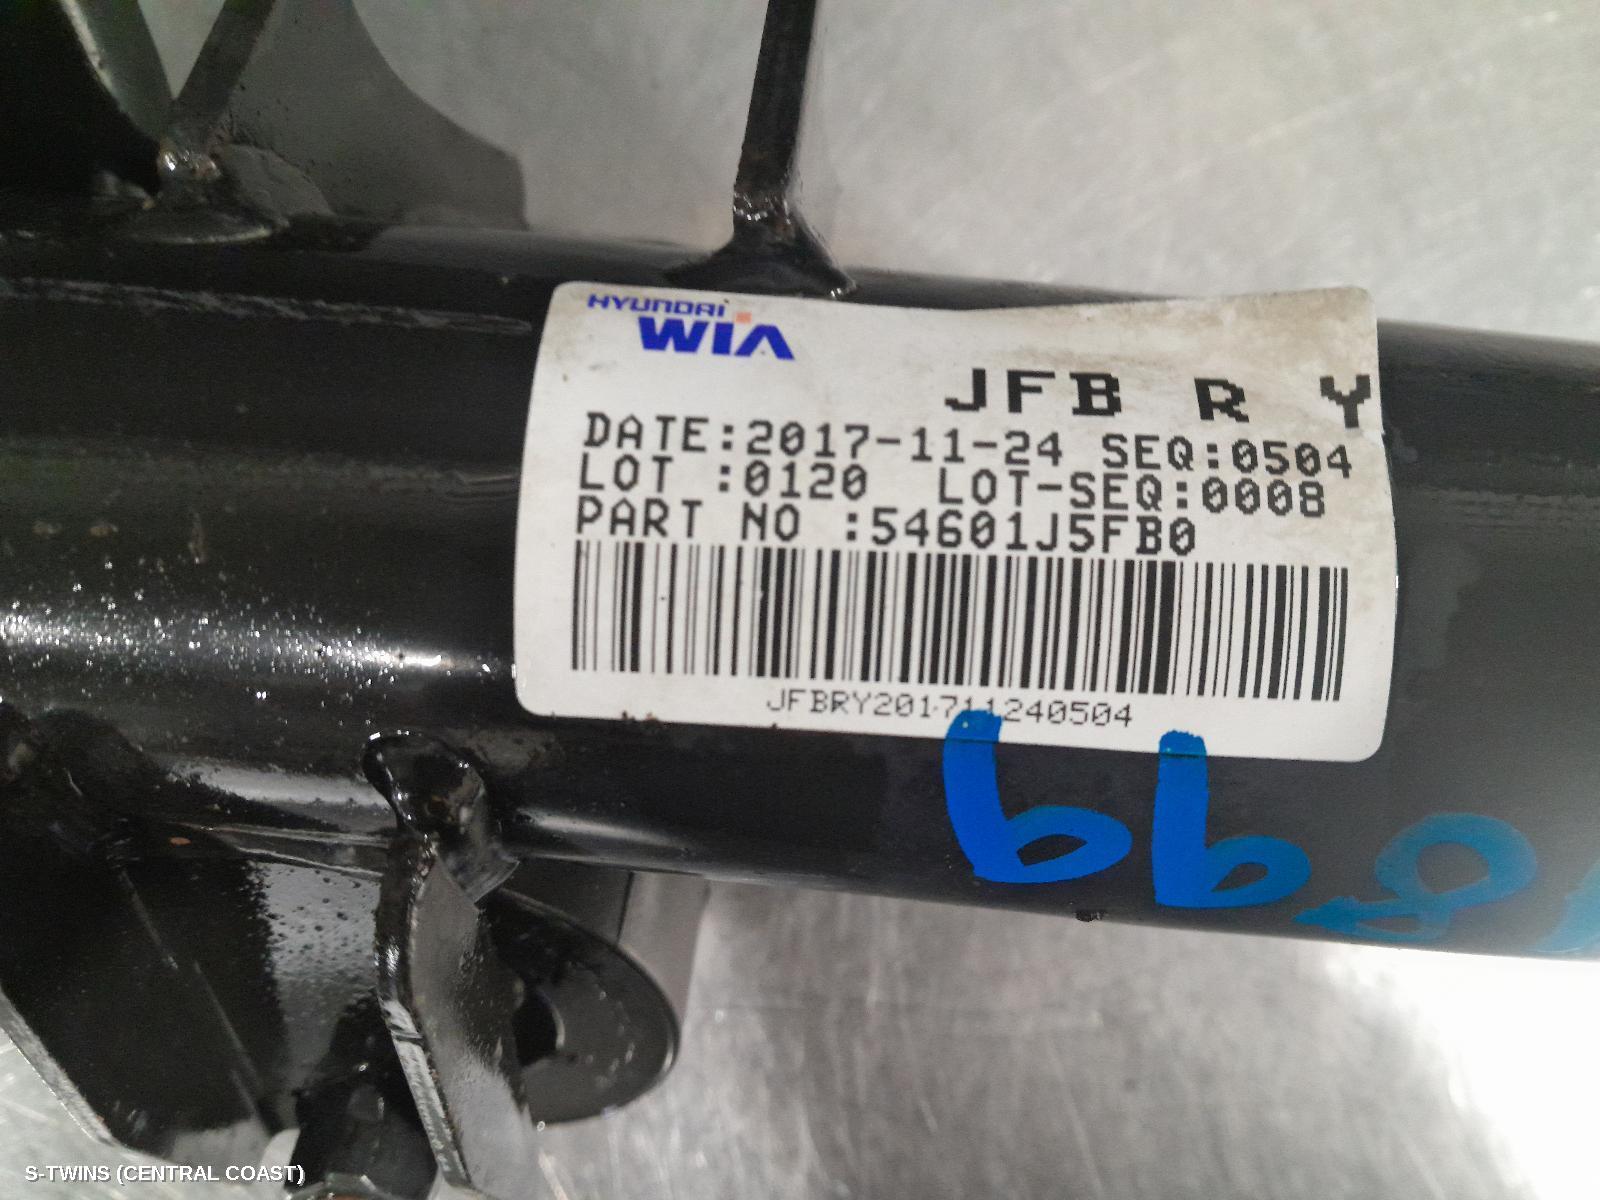 HYUNDAI
WIA
JFB R Y
DATE:2017-11-24 SEQ:0504
LOT :0120 LOT-SEQ:0008
PART NO :54601J5FB0
JFBRY201711240504
S-TWINS (CENTRAL COAST)